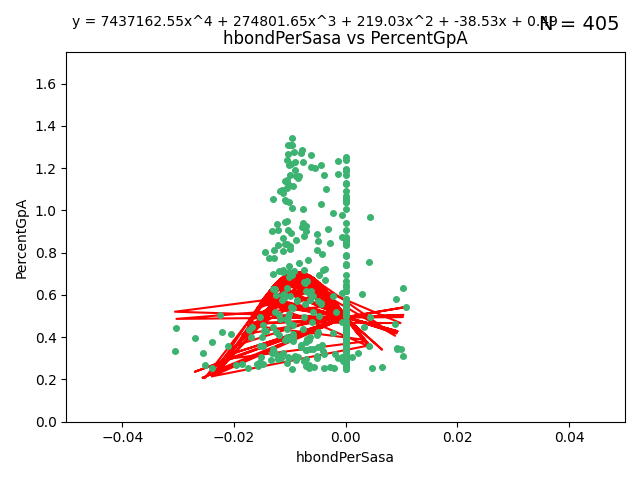 y = 7437162.55x^4 + 274801.65x^3 + 219.03x^2 + -38.53x + 0.49
N = 405
hbondPerSasa vs PercentGpA
1.6
1.4
1.2
1.0
0.8
0.6
0.4
0.2
0.0
PercentGpA
−0.04 −0.02 0.00 0.02 0.04
hbondPerSasa